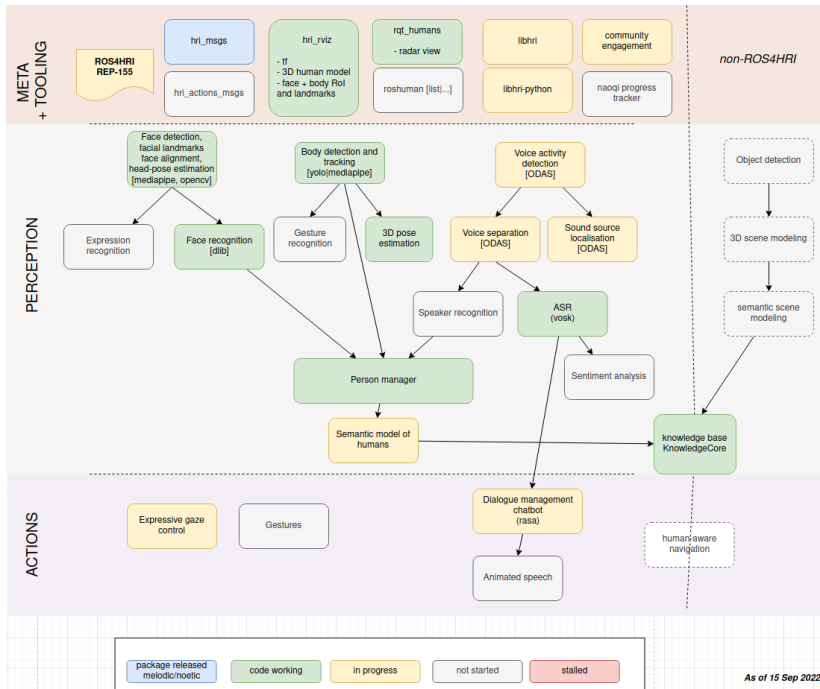 META
+ TOOLING
ROS4HRI
REP-155
hri_msgs
hri_actions_msgs
hri_rviz
- tf
- 3D human model
- face + body RoI
and landmarks
rqt_humans
- radar view
roshuman [list|...]
libhri
libhri-python
community
engagement
naoqi progress
tracker
non-ROS4HRI
PERCEPTION
Face detection,
facial landmarks
face alignment,
head-pose estimation
[mediapipe, opencv]
Body detection and
tracking
[yolo|mediapipe]
Voice activity
detection
[ODAS]
Object detection
Expression
recognition
Face recognition
[dlib]
Gesture
recognition
3D pose
estimation
Voice separation
[ODAS]
Sound source
localisation
[ODAS]
3D scene modeling
Speaker recognition
ASR
(vosk)
semantic scene
modeling
Person manager
Sentiment analysis
Semantic model of
humans
knowledge base
KnowledgeCore
ACTIONS
Expressive gaze
control
Gestures
Dialogue management
chatbot
(rasa)
human aware
navigation
Animated speech
package released
melodic/noetic
code working
in progress
not started
stalled
As of 15 Sep 2022